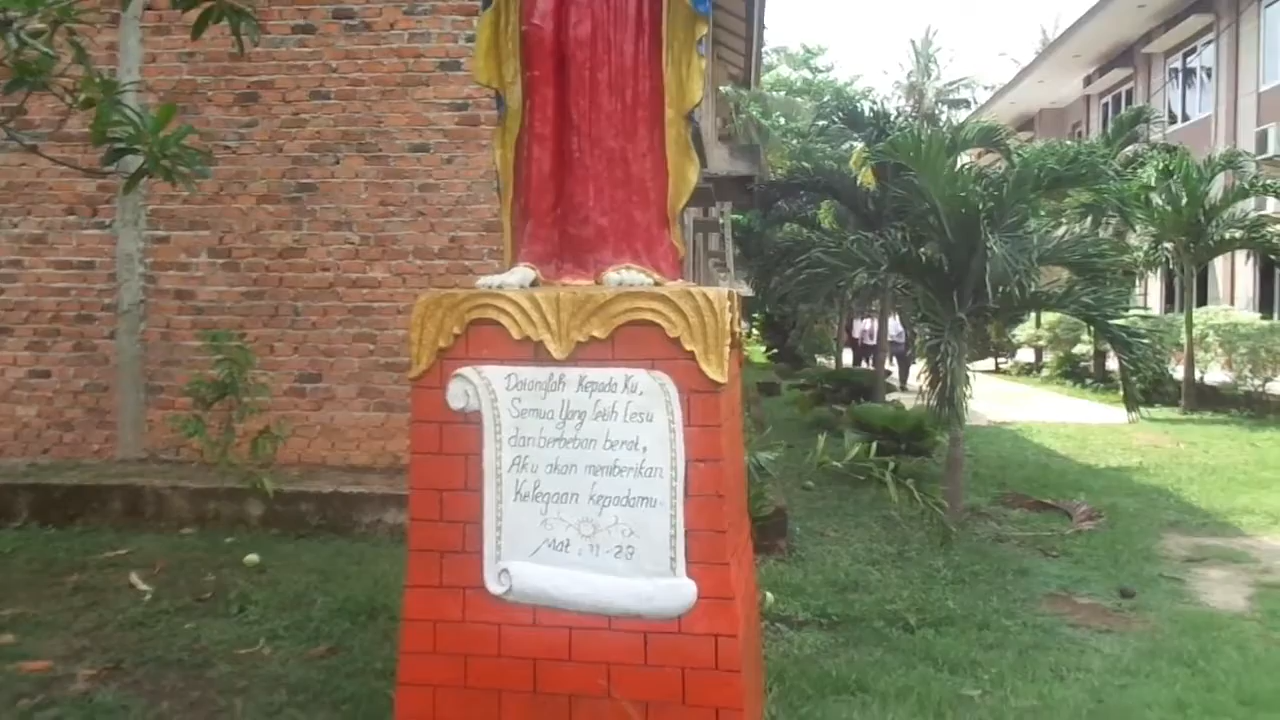 Datanglah Kepada Ku,
Semua Yang letih lesu
dan berbeban berat,
Aku akan memberikan
Kelegaan kepadamu.
Mat : 11 - 28